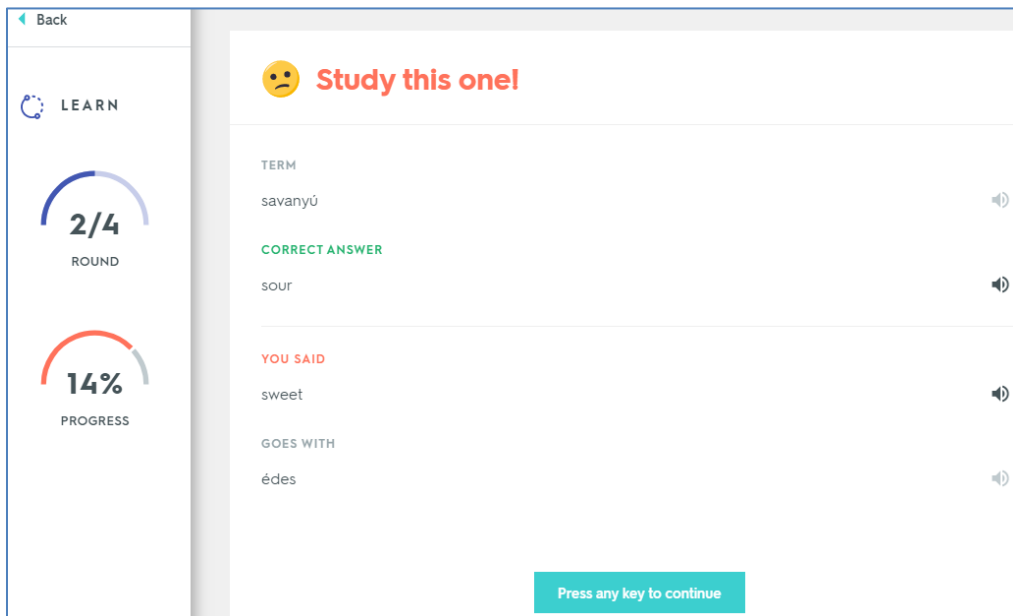 Back
LEARN
2/4
ROUND
14%
PROGRESS
Study this one!
TERM
savanyú
CORRECT ANSWER
sour
YOU SAID
sweet
GOES WITH
édes
Press any key to continue